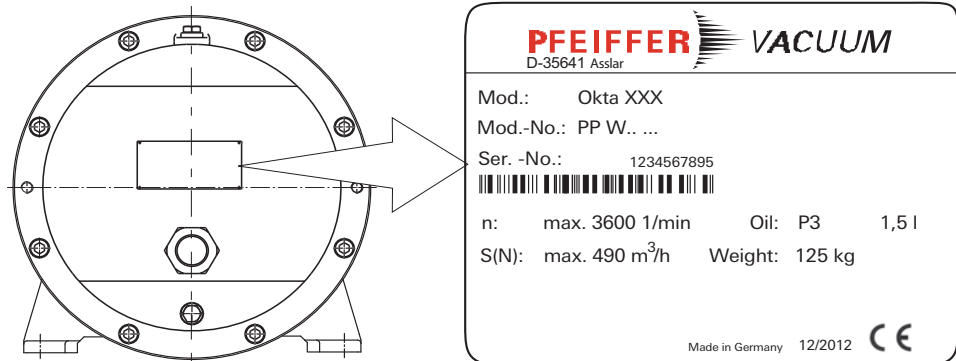 PFEIFFER VACUUM
D-35641 Asslar
Mod.: Okta XXX
Mod.-No.: PP W.. ...
Ser. -No.: 1234567895
n: max. 3600 1/min Oil: P3 1,5 l
S(N): max. 490 m³/h Weight: 125 kg
Made in Germany 12/2012 CE